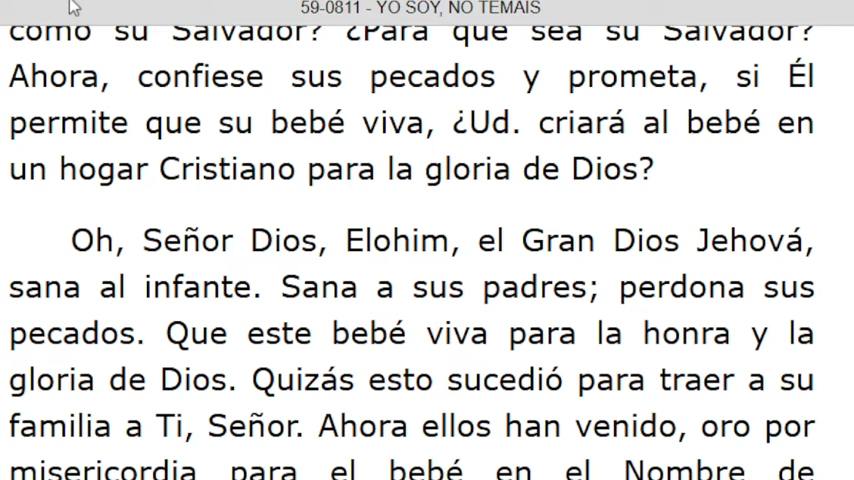 59-0811 - YO SOY, NO TEMAIS
como su Salvador? ¿Para que sea su Salvador?
Ahora, confiese sus pecados y prometa, si Él
permite que su bebé viva, ¿Ud. criará al bebé en
un hogar Cristiano para la gloria de Dios?
Oh, Señor Dios, Elohim, el Gran Dios Jehová,
sana al infante. Sana a sus padres; perdona sus
pecados. Que este bebé viva para la honra y la
gloria de Dios. Quizás esto sucedió para traer a su
familia a Ti, Señor. Ahora ellos han venido, oro por
misericordia para el bebé en el Nombre de